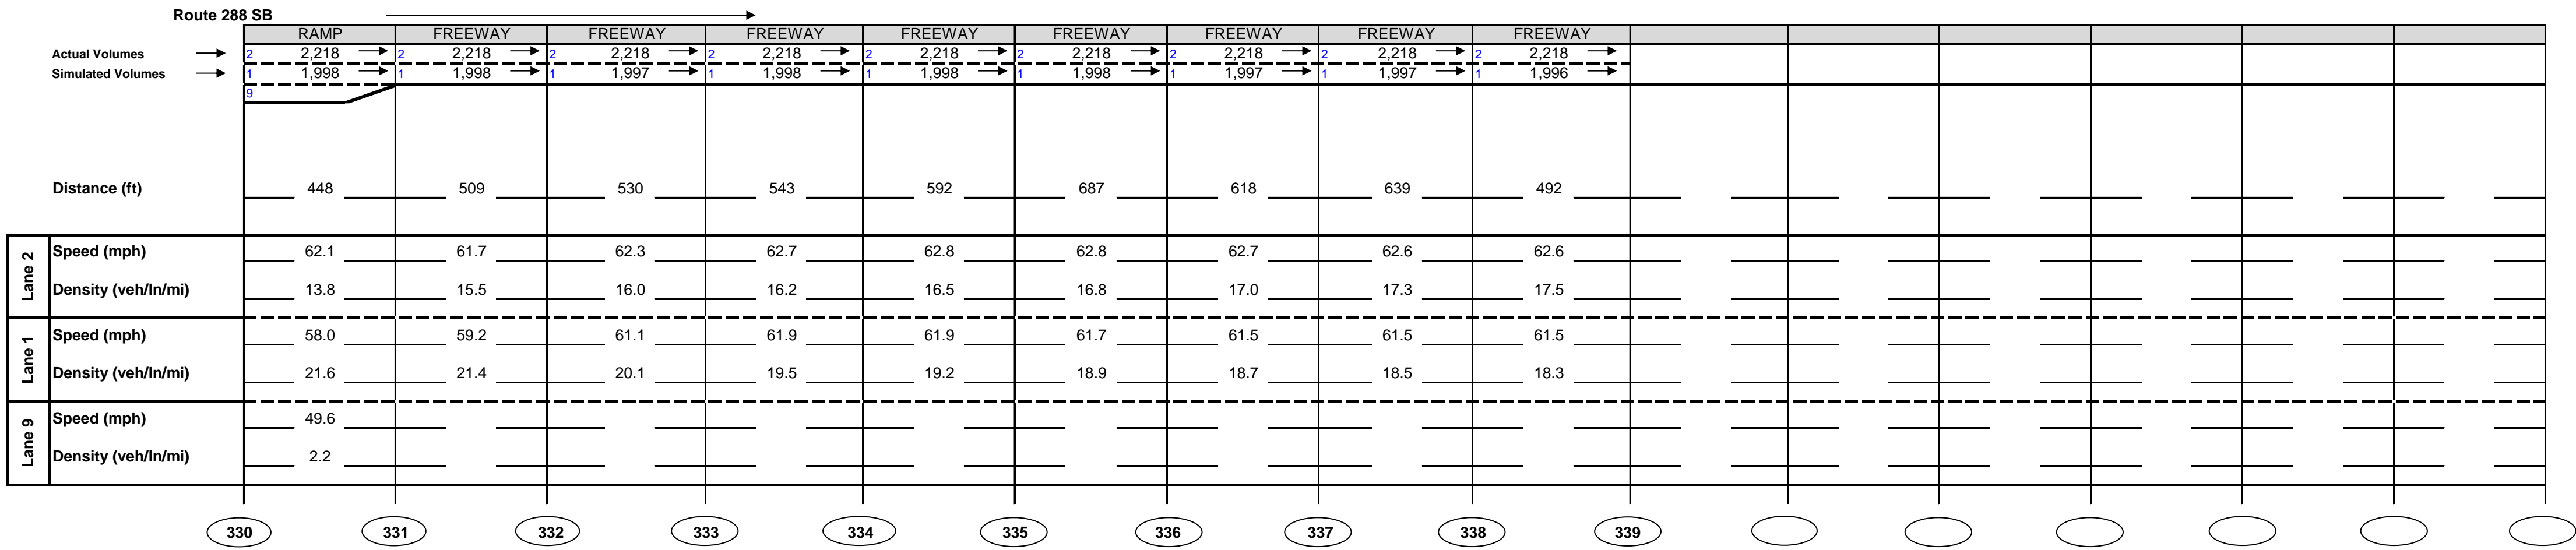 Route 288 SB
RAMP FREEWAY FREEWAY FREEWAY FREEWAY FREEWAY FREEWAY FREEWAY FREEWAY
Actual Volumes 2 2,218 2 2,218 2 2,218 2 2,218 2 2,218 2 2,218 2 2,218 2 2,218 2 2,218
Simulated Volumes 1 1,998 1 1,998 1 1,997 1 1,998 1 1,998 1 1,998 1 1,997 1 1,997 1 1,996
9
Distance (ft) 448 509 530 543 592 687 618 639 492
Lane 2
Speed (mph) 62.1 61.7 62.3 62.7 62.8 62.8 62.7 62.6 62.6
Density (veh/ln/mi) 13.8 15.5 16.0 16.2 16.5 16.8 17.0 17.3 17.5
Lane 1
Speed (mph) 58.0 59.2 61.1 61.9 61.9 61.7 61.5 61.5 61.5
Density (veh/ln/mi) 21.6 21.4 20.1 19.5 19.2 18.9 18.7 18.5 18.3
Lane 9
Speed (mph) 49.6
Density (veh/ln/mi) 2.2
330 331 332 333 334 335 336 337 338 339